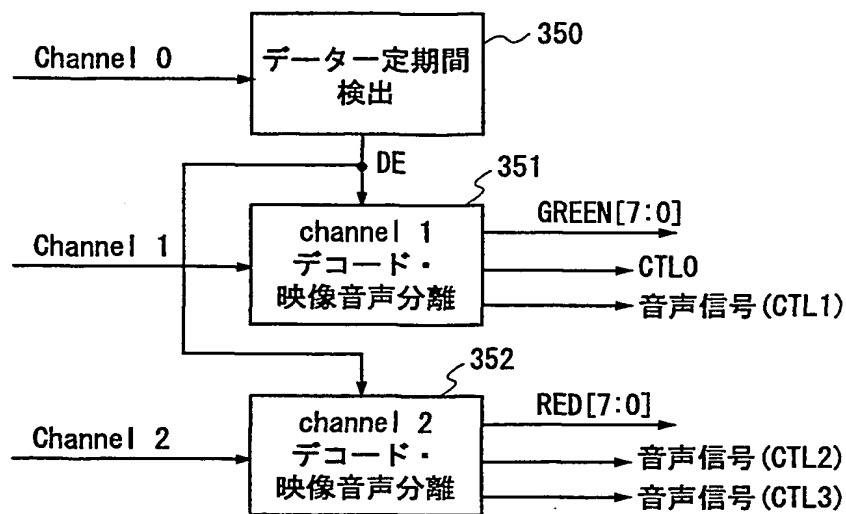 Channel 0
データー定期間
検出
350
DE
351
Channel 1
channel 1
デコード・
映像音声分離
GREEN[7:0]
CTL0
音声信号(CTL1)
352
Channel 2
channel 2
デコード・
映像音声分離
RED[7:0]
音声信号(CTL2)
音声信号(CTL3)